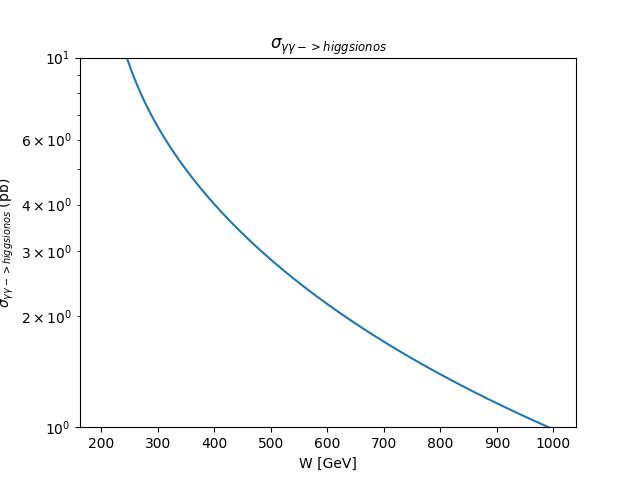 σγγ−>higgsionos
10¹
6 × 10⁰
4 × 10⁰
3 × 10⁰
2 × 10⁰
10⁰
σγγ−>higgsionos (pb)
200 300 400 500 600 700 800 900 1000
W [GeV]